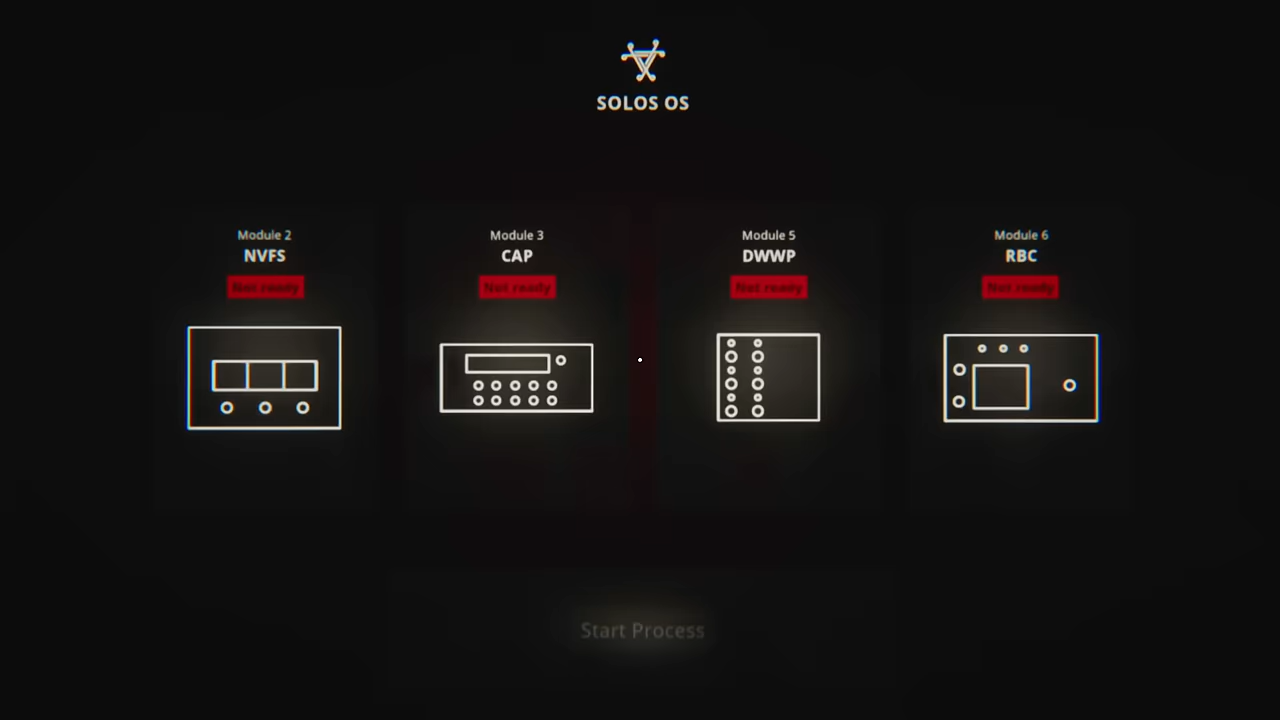 SOLOS OS
Module 2
NVFS
Not ready
Module 3
CAP
Not ready
Module 5
DWWP
Not ready
Module 6
RBC
Not ready
Start Process